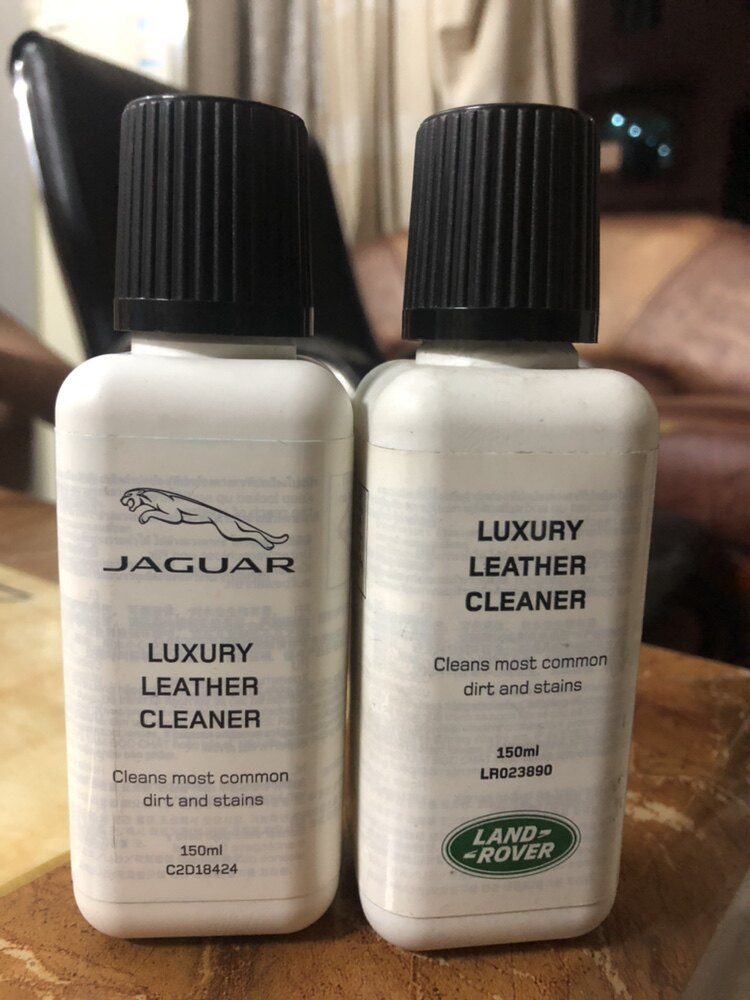 JAGUAR
LUXURY
LEATHER
CLEANER
Cleans most common
dirt and stains
150ml
C2D18424
LUXURY
LEATHER
CLEANER
Cleans most common
dirt and stains
150ml
LR023890
LAND-
-ROVER